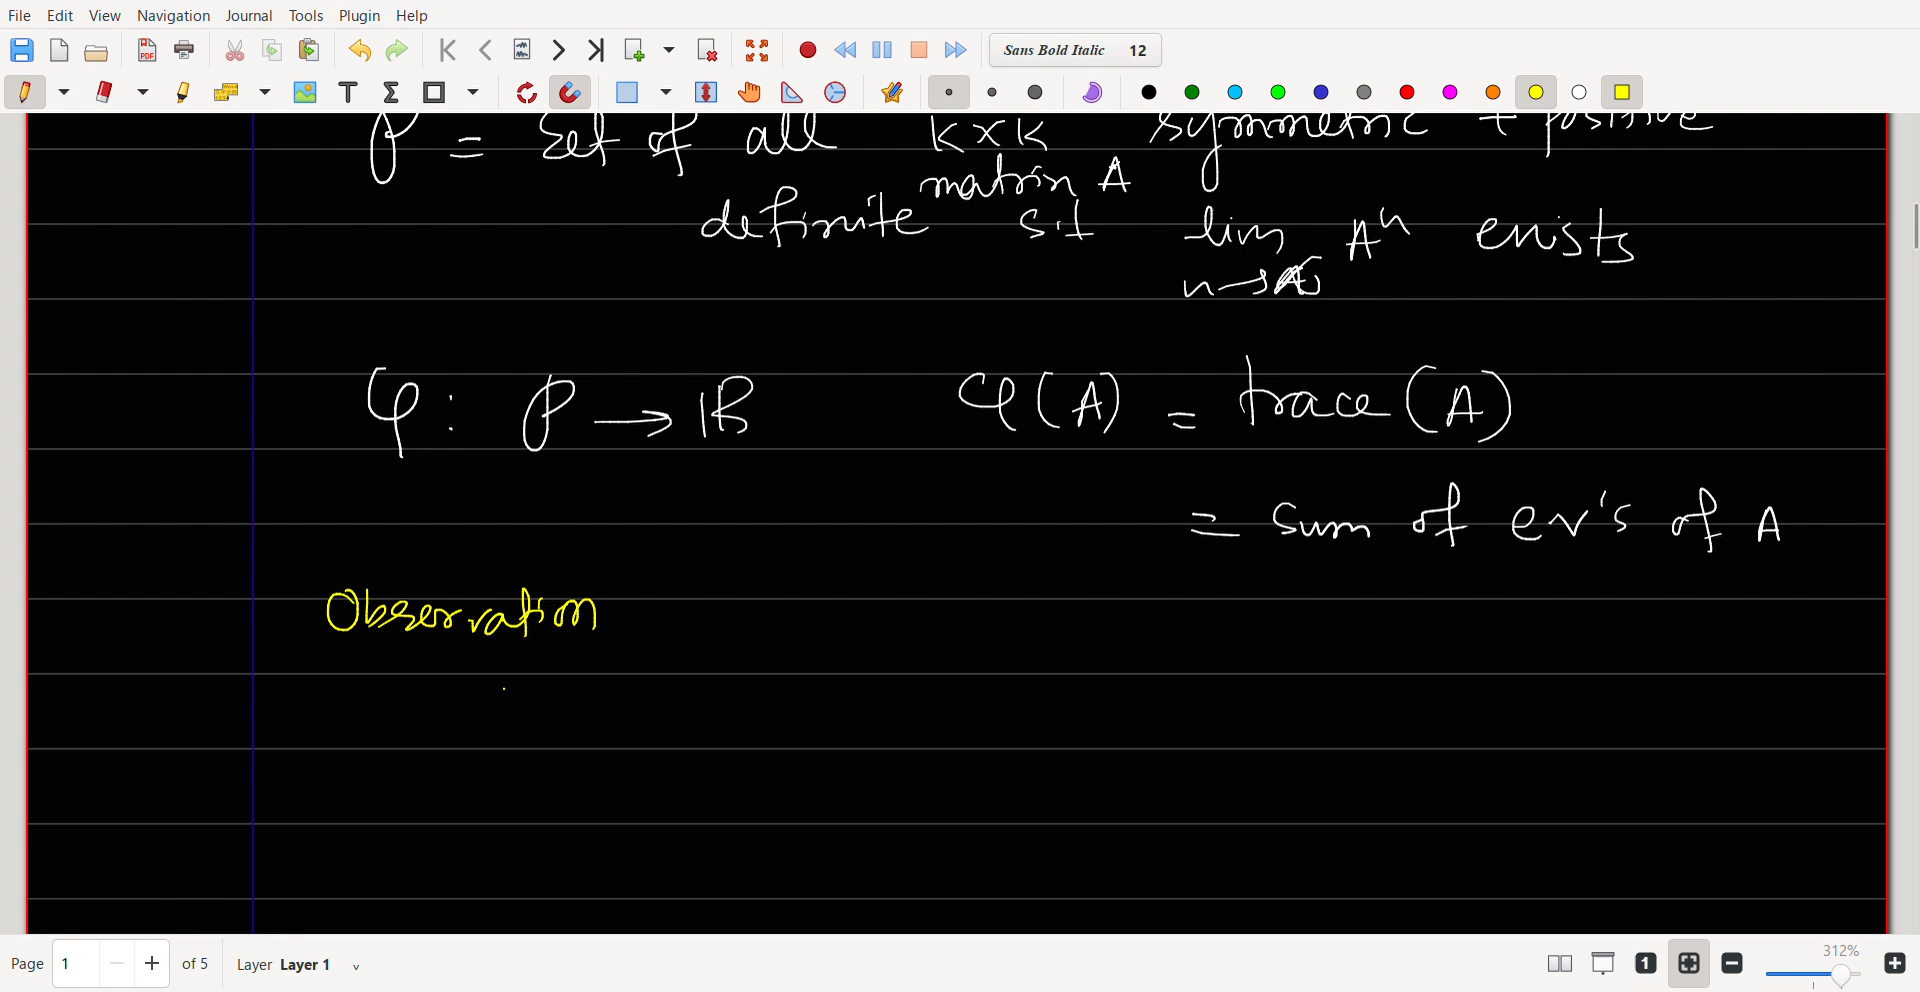 File Edit View Navigation Journal Tools Plugin Help
Sans Bold Italic 12
P = Set of all K×K symmetric + positive
matrix A
definite s.t lim Aⁿ exists
n→∞
φ: P → ℝ φ(A) = trace(A)
= Sum of ev's of A
Observation
Page 1 of 5 Layer Layer 1 312%